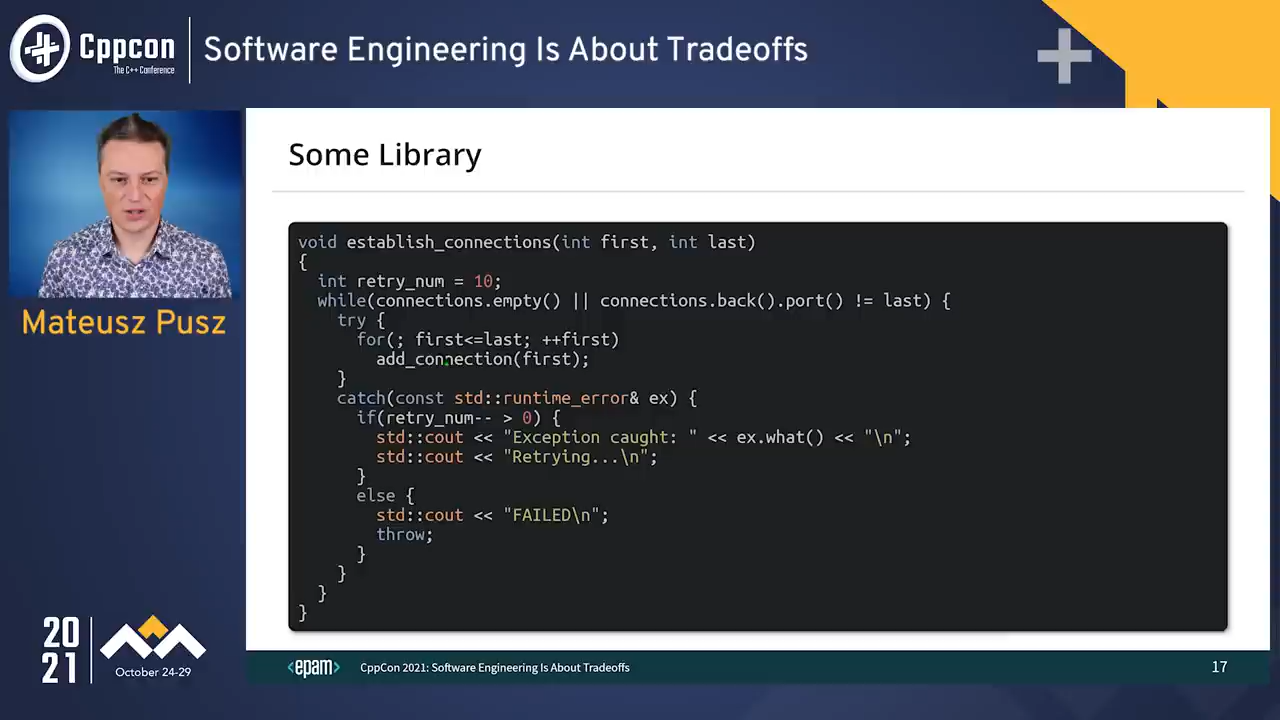 Cppcon
The C++ Conference
Software Engineering Is About Tradeoffs
Mateusz Pusz
Some Library
void establish_connections(int first, int last)
{
  int retry_num = 10;
  while(connections.empty() || connections.back().port() != last) {
    try {
      for(; first<=last; ++first)
        add_connection(first);
    }
    catch(const std::runtime_error& ex) {
      if(retry_num-- > 0) {
        std::cout << "Exception caught: " << ex.what() << "\n";
        std::cout << "Retrying...\n";
      }
      else {
        std::cout << "FAILED\n";
        throw;
      }
    }
  }
}
20
21
October 24-29
<epam>
CppCon 2021: Software Engineering Is About Tradeoffs
17